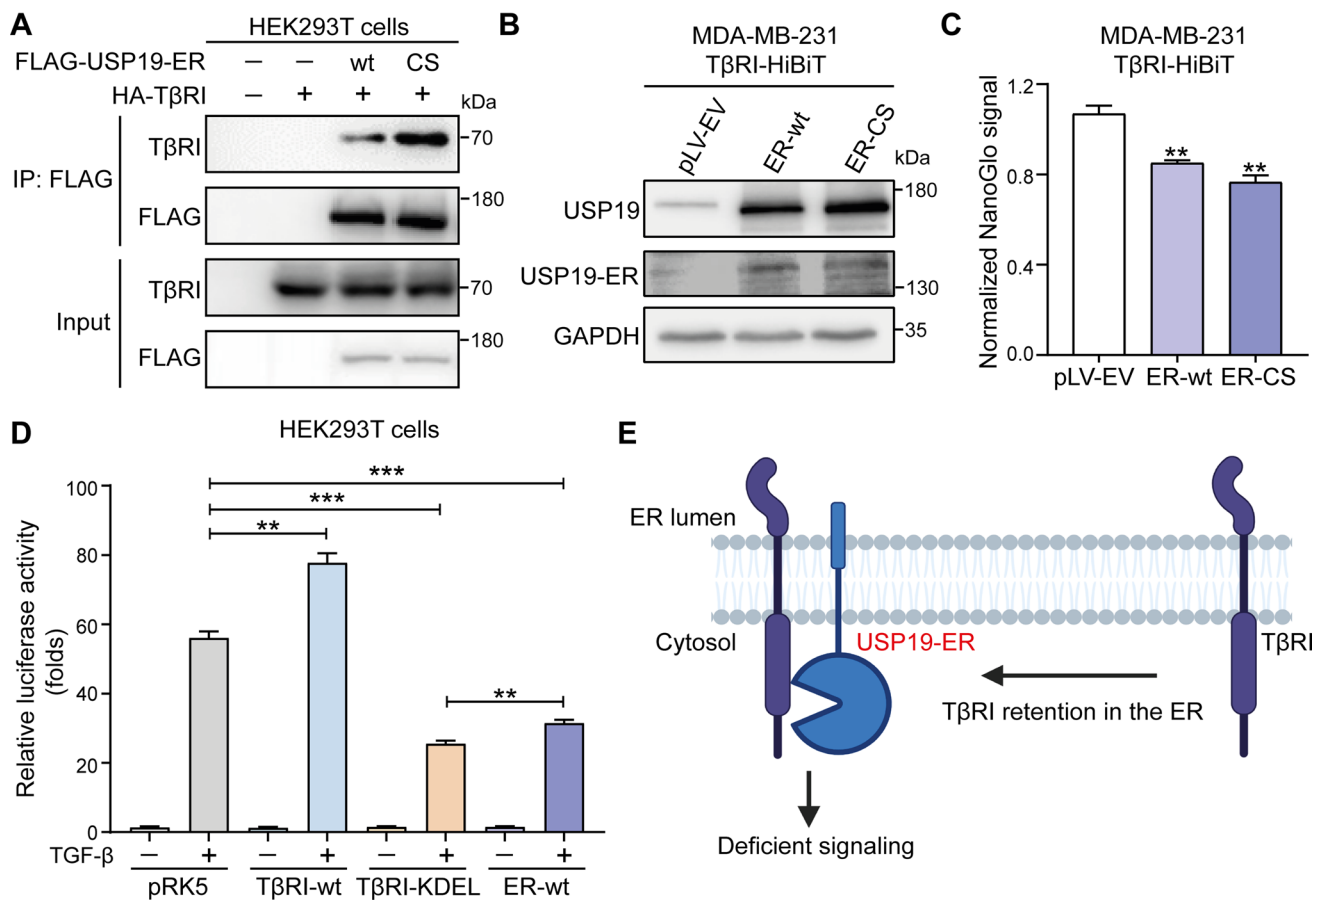 A
HEK293T cells
FLAG-USP19-ER – – wt CS
HA-TβRI – + + + kDa
IP: FLAG
TβRI 70
FLAG 180
Input
TβRI 70
FLAG 180
B
MDA-MB-231
TβRI-HiBiT
pLV-EV ER-wt ER-CS kDa
USP19 180
USP19-ER 130
GAPDH 35
C
MDA-MB-231
TβRI-HiBiT
Normalized NanoGlo signal
1.2
0.8
0.4
0.0
** **
pLV-EV ER-wt ER-CS
D
HEK293T cells
Relative luciferase activity
(folds)
100
80
60
40
20
0
***
***
**
**
TGF-β – + – + – + – +
pRK5 TβRI-wt TβRI-KDEL ER-wt
E
ER lumen
Cytosol
USP19-ER
TβRI
TβRI retention in the ER
Deficient signaling